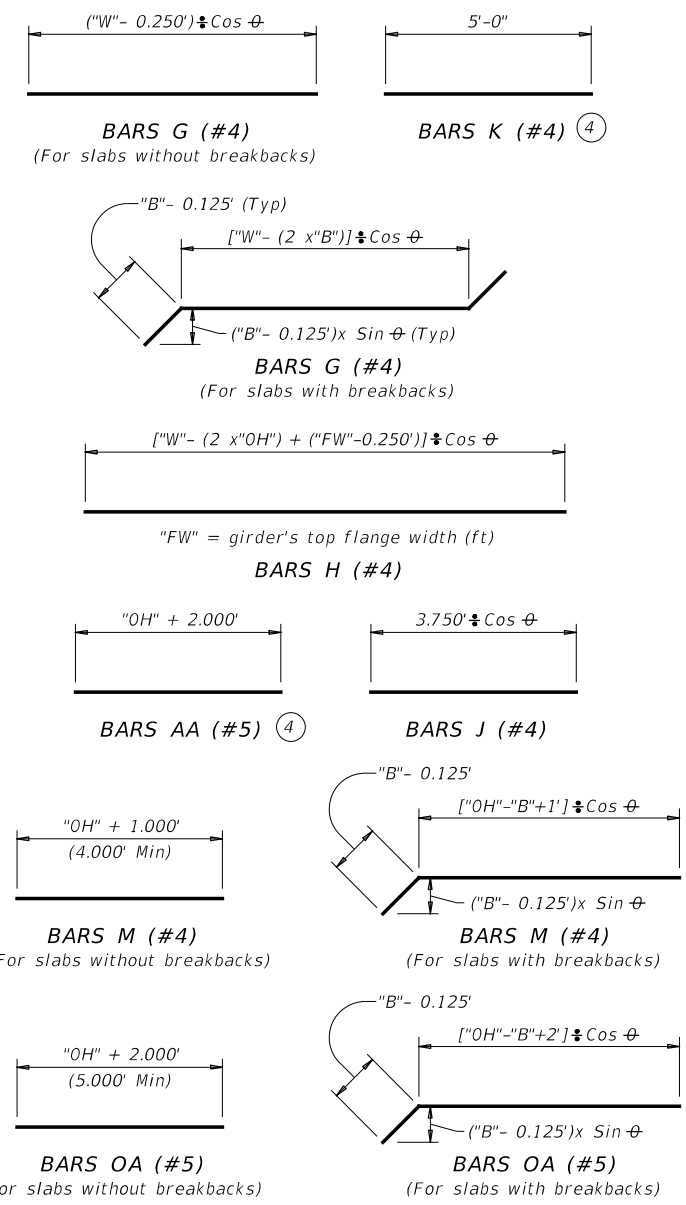 ("W"- 0.250')÷Cos θ
5'-0"
BARS G (#4)
(For slabs without breakbacks)
BARS K (#4) 4
"B"- 0.125' (Typ)
["W"- (2 x"B")]÷Cos θ
("B"- 0.125')x Sin θ (Typ)
BARS G (#4)
(For slabs with breakbacks)
["W"- (2 x"OH") + ("FW"-0.250')]÷Cos θ
"FW" = girder's top flange width (ft)
BARS H (#4)
"OH" + 2.000'
3.750'÷Cos θ
BARS AA (#5) 4
BARS J (#4)
"B"- 0.125'
["OH"-"B"+1']÷Cos θ
"OH" + 1.000'
(4.000' Min)
("B"- 0.125')x Sin θ
BARS M (#4)
For slabs without breakbacks)
BARS M (#4)
(For slabs with breakbacks)
"B"- 0.125'
["OH"-"B"+2']÷Cos θ
"OH" + 2.000'
(5.000' Min)
("B"- 0.125')x Sin θ
BARS OA (#5)
or slabs without breakbacks)
BARS OA (#5)
(For slabs with breakbacks)